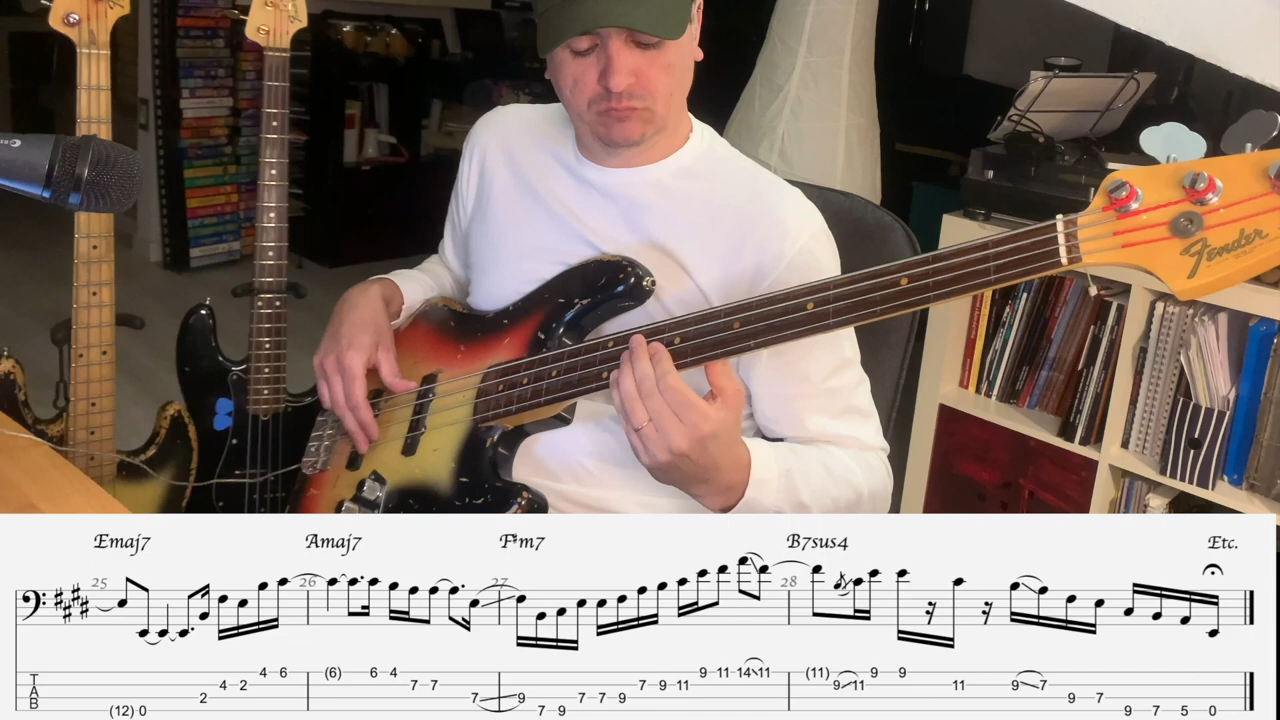 Fender
Emaj7 Amaj7 F#m7 B7sus4 Etc.
25 26 27 28
4 6 (6) 6 4 9 11 14 11 (11) 9 9
4 2 7 7 7 9 11 9 11 11 9 7
T
A
B
2 7 9 7 7 9 9 7
(12) 0 7 9 9 7 5 0